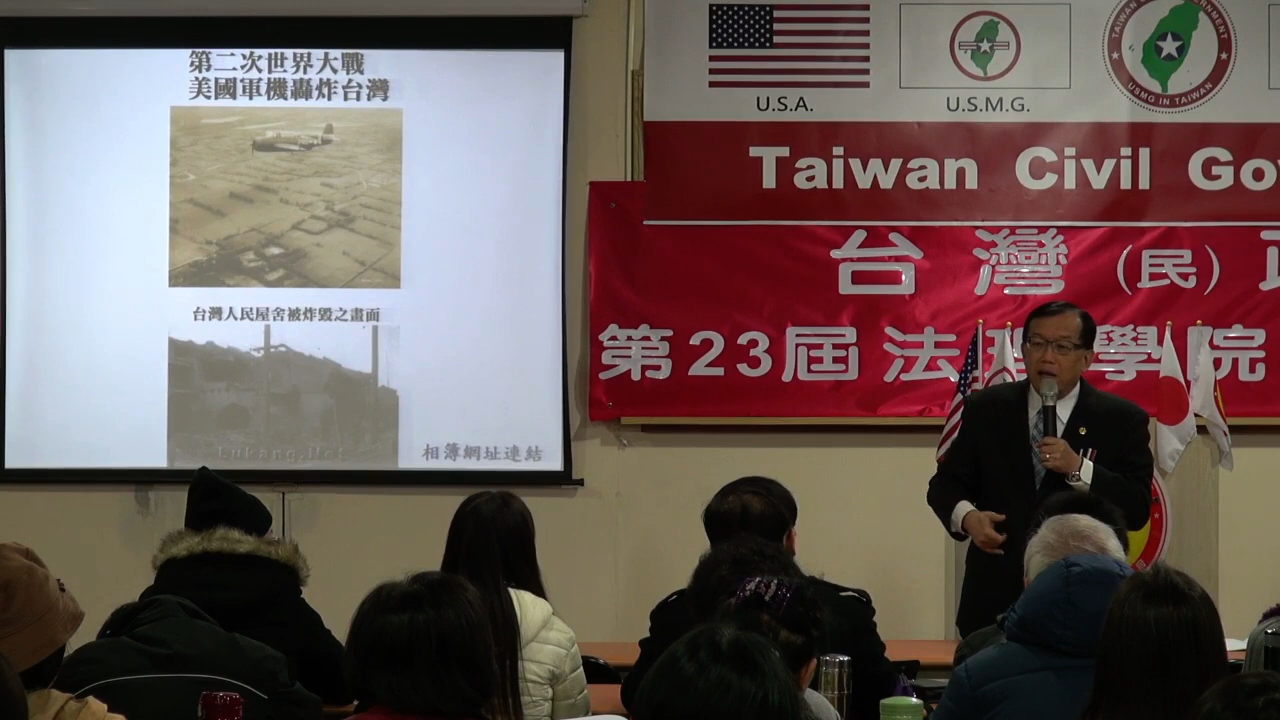 第二次世界大戰
美國軍機轟炸台灣
台灣人民屋舍被炸毀之畫面
Lukang.Net
相簿網址連結
U.S.A.
U.S.M.G.
USMG IN TAIWAN
Taiwan Civil Go
台灣(民)
第23屆法理學院